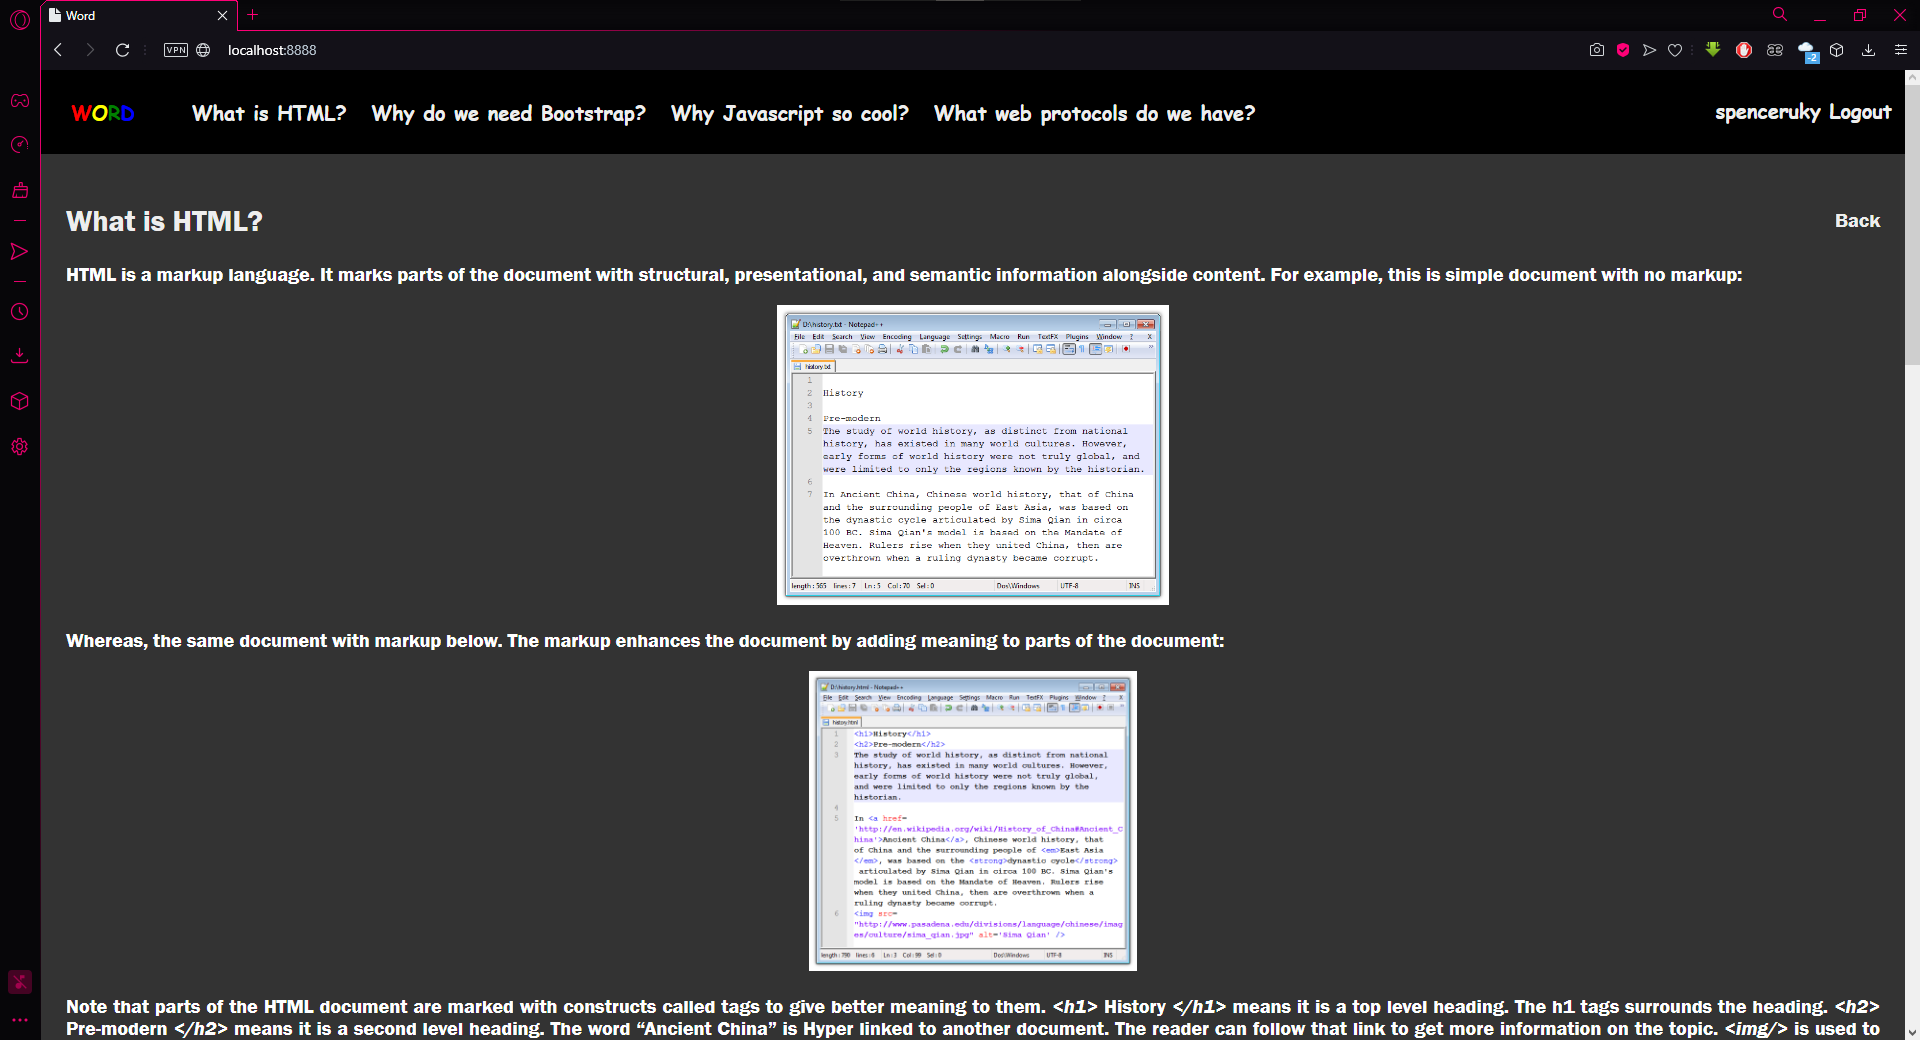 Word
VPN
localhost:8888
-2
WORD
What is HTML?
Why do we need Bootstrap?
Why Javascript so cool?
What web protocols do we have?
spenceruky Logout
What is HTML?
Back
HTML is a markup language. It marks parts of the document with structural, presentational, and semantic information alongside content. For example, this is simple document with no markup:
D:\history.txt - Notepad++
File Edit Search View Encoding Language Settings Macro Run TextFX Plugins Window ? X
history.txt
1
2 History
3
4 Pre-modern
5 The study of world history, as distinct from national
history, has existed in many world cultures. However,
early forms of world history were not truly global, and
were limited to only the regions known by the historian.
6
7 In Ancient China, Chinese world history, that of China
and the surrounding people of East Asia, was based on
the dynastic cycle articulated by Sima Qian in circa
100 BC. Sima Qian's model is based on the Mandate of
Heaven. Rulers rise when they united China, then are
overthrown when a ruling dynasty became corrupt.
length : 565 lines : 7 Ln : 5 Col : 70 Sel : 0 Dos\Windows UTF-8 INS
Whereas, the same document with markup below. The markup enhances the document by adding meaning to parts of the document:
D:\history.html - Notepad++
File Edit Search View Encoding Language Settings Macro Run TextFX Plugins Window ? X
history.html
1 <h1>History</h1>
2 <h2>Pre-modern</h2>
3 The study of world history, as distinct from national
history, has existed in many world cultures. However,
early forms of world history were not truly global,
and were limited to only the regions known by the
historian.
4
5 In <a href=
'http://en.wikipedia.org/wiki/History_of_China#Ancient_C
hina'>Ancient China</a>, Chinese world history, that
of China and the surrounding people of <em>East Asia
</em>, was based on the <strong>dynastic cycle</strong>
articulated by Sima Qian in circa 100 BC. Sima Qian's
model is based on the Mandate of Heaven. Rulers rise
when they united China, then are overthrown when a
ruling dynasty became corrupt.
6 <img src=
"http://www.pasadena.edu/divisions/language/chinese/imag
es/culture/sima_qian.jpg" alt='Sima Qian' />
length : 790 lines : 6 Ln : 3 Col : 99 Sel : 0 Dos\Windows UTF-8 INS
Note that parts of the HTML document are marked with constructs called tags to give better meaning to them. <h1> History </h1> means it is a top level heading. The h1 tags surrounds the heading. <h2>
Pre-modern </h2> means it is a second level heading. The word “Ancient China” is Hyper linked to another document. The reader can follow that link to get more information on the topic. <img/> is used to